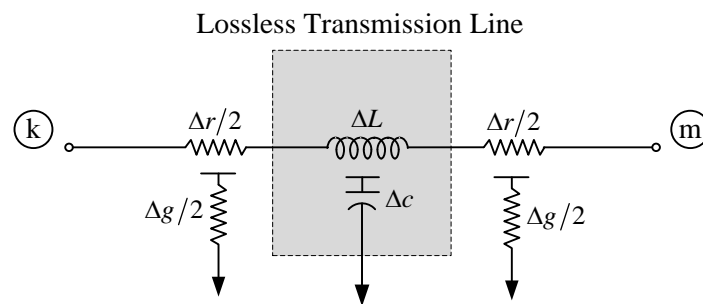 Lossless Transmission Line
k
Δr/2
ΔL
Δr/2
m
Δg/2
Δc
Δg/2